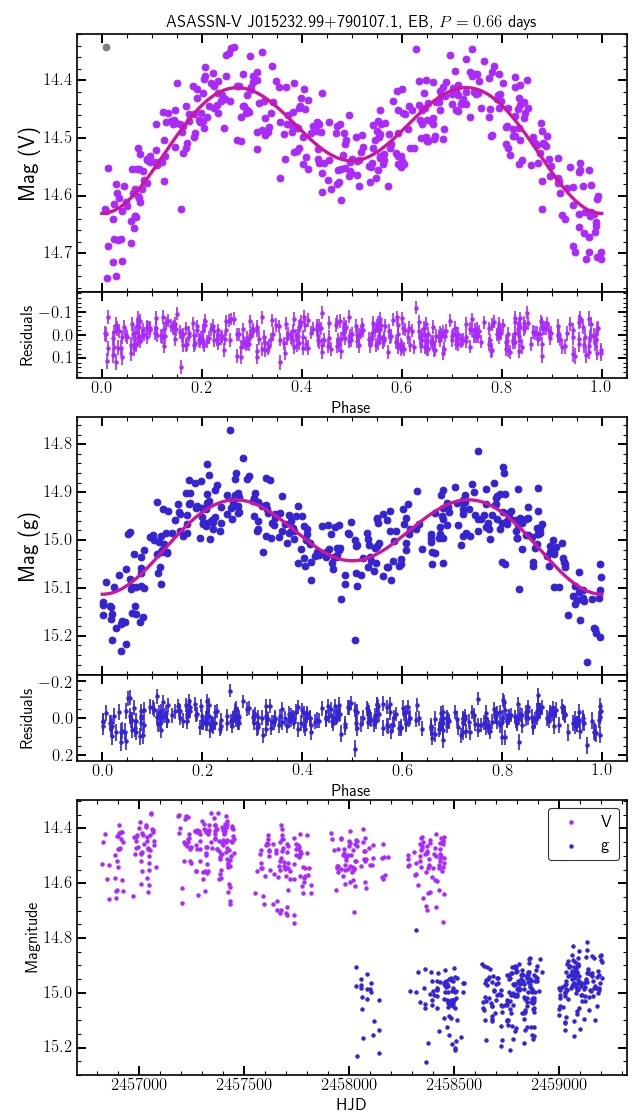 ASASSN-V J015232.99+790107.1, EB, P = 0.66 days
14.4
14.5
14.6
14.7
Mag (V)
−0.1
0.0
0.1
Residuals
0.0 0.2 0.4 0.6 0.8 1.0
Phase
14.8
14.9
15.0
15.1
15.2
Mag (g)
−0.2
0.0
0.2
Residuals
0.0 0.2 0.4 0.6 0.8 1.0
Phase
V
g
14.4
14.6
14.8
15.0
15.2
Magnitude
2457000 2457500 2458000 2458500 2459000
HJD